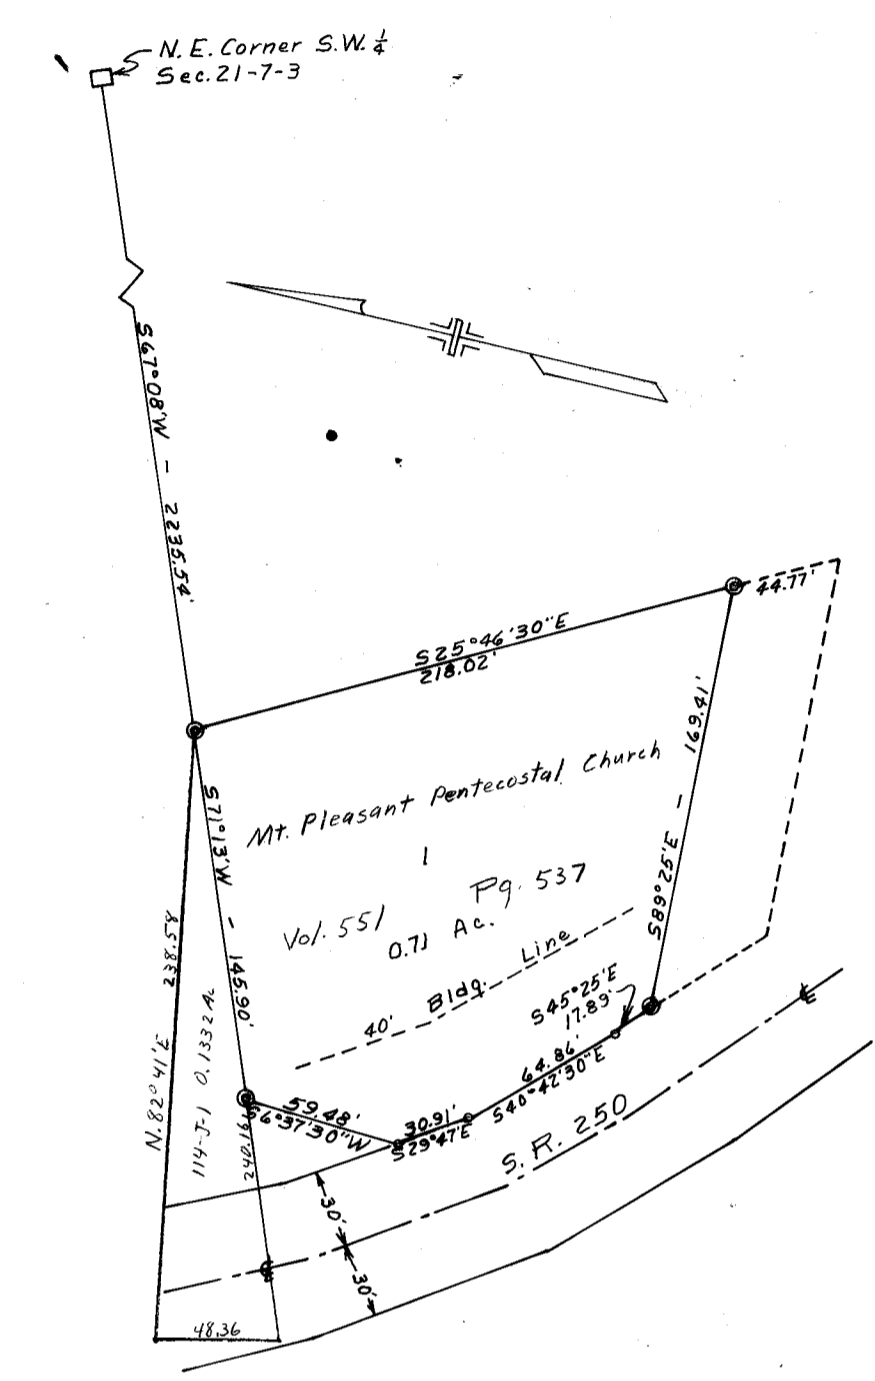 N.E. Corner S.W. ¼
Sec. 21-7-3
S67°08'W - 2235.54'
S25°46'30"E
218.02'
44.77'
169.41'
S89°25'E -
Mt. Pleasant Pentecostal Church
1
Vol. 551
Pg. 537
0.71 Ac.
40' Bldg. Line
S71°13'W - 145.90'
238.58
N.82°41'E
114-J-1 0.1332 Ac
240.16
59.48'
S6°37'30"W
30.91'
S29°47'E
64.86'
S40°42'30"E
S45°25'E
17.89'
S.R. 250
30'
30'
48.36